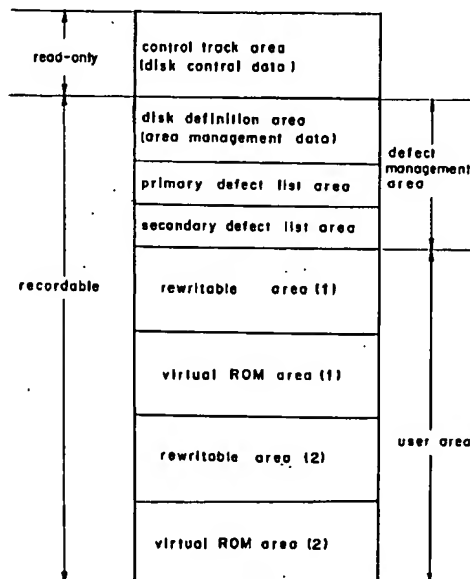 read-only
control track area
(disk control data)
disk definition area
(area management data)
primary defect list area
secondary defect list area
defect
management
area
recordable
rewritable area (1)
virtual ROM area (1)
rewritable area (2)
user area
virtual ROM area (2)